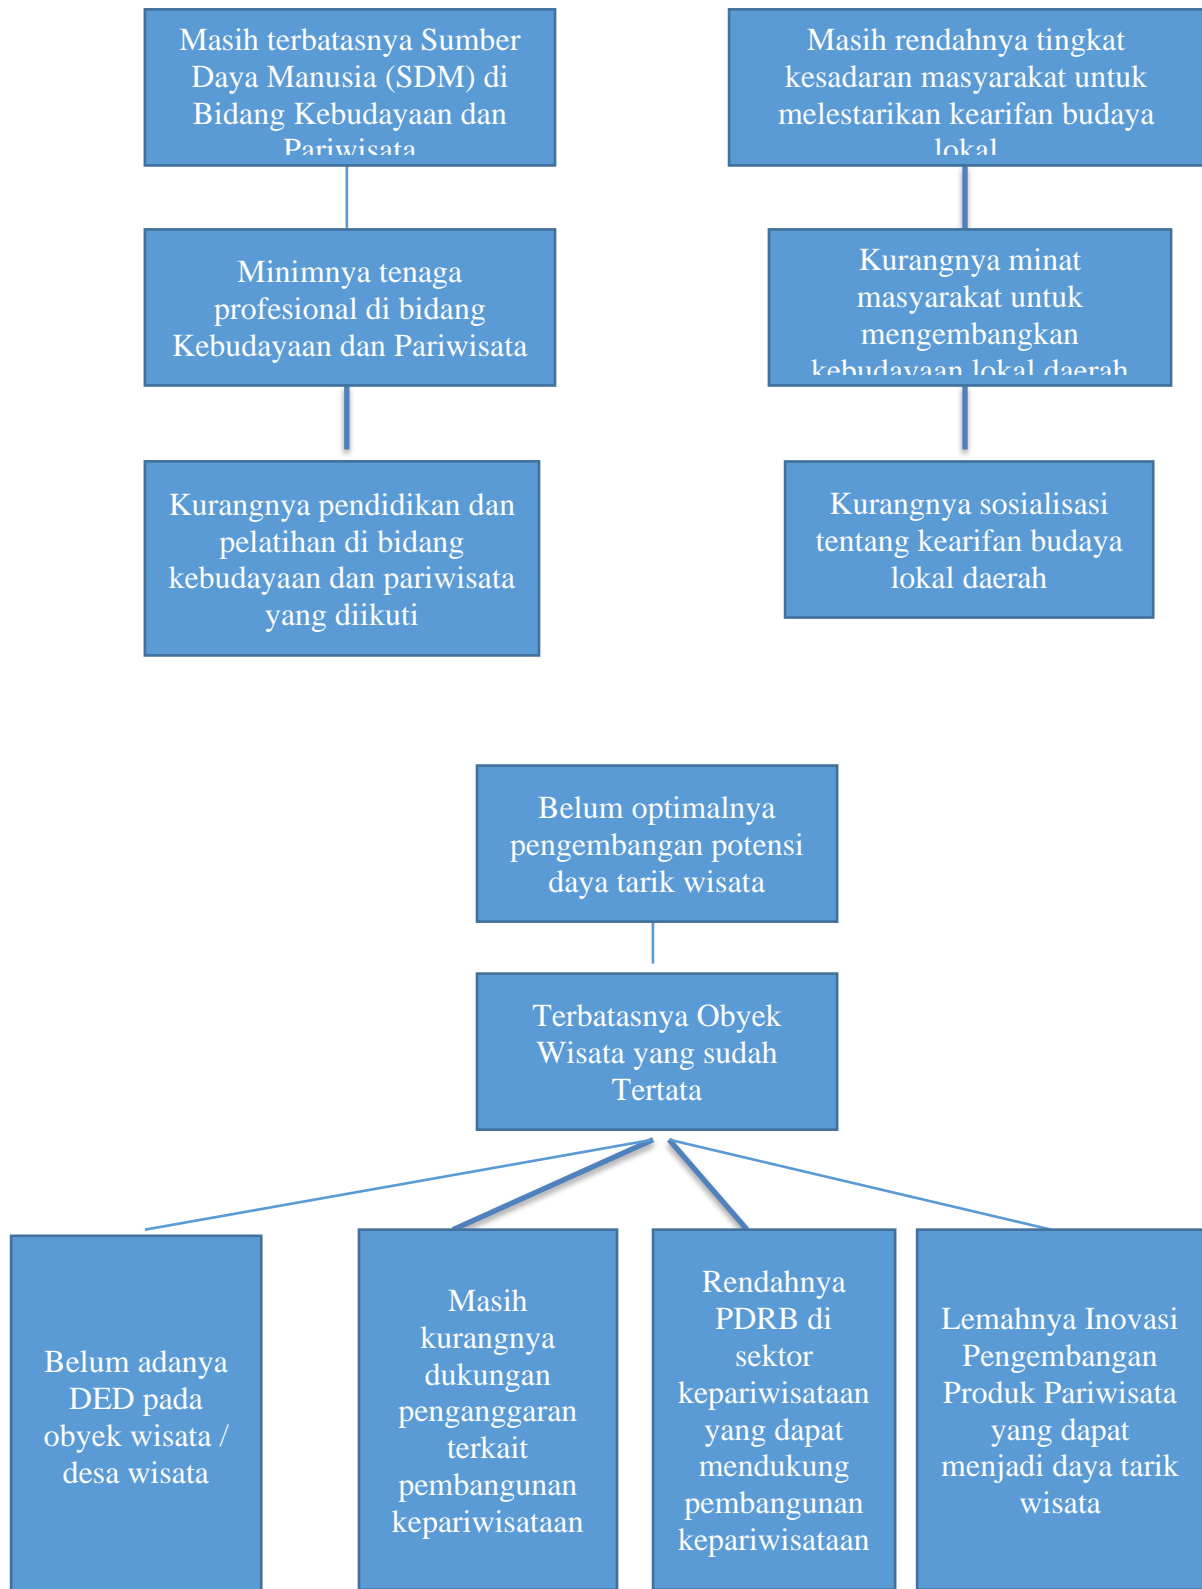 Masih terbatasnya Sumber
Daya Manusia (SDM) di
Bidang Kebudayaan dan
Pariwisata
Masih rendahnya tingkat
kesadaran masyarakat untuk
melestarikan kearifan budaya
lokal
Minimnya tenaga
profesional di bidang
Kebudayaan dan Pariwisata
Kurangnya minat
masyarakat untuk
mengembangkan
kebudayaan lokal daerah
Kurangnya pendidikan dan
pelatihan di bidang
kebudayaan dan pariwisata
yang diikuti
Kurangnya sosialisasi
tentang kearifan budaya
lokal daerah
Belum optimalnya
pengembangan potensi
daya tarik wisata
Terbatasnya Obyek
Wisata yang sudah
Tertata
Belum adanya
DED pada
obyek wisata /
desa wisata
Masih
kurangnya
dukungan
penganggaran
terkait
pembangunan
kepariwisataan
Rendahnya
PDRB di
sektor
kepariwisataan
yang dapat
mendukung
pembangunan
kepariwisataan
Lemahnya Inovasi
Pengembangan
Produk Pariwisata
yang dapat
menjadi daya tarik
wisata